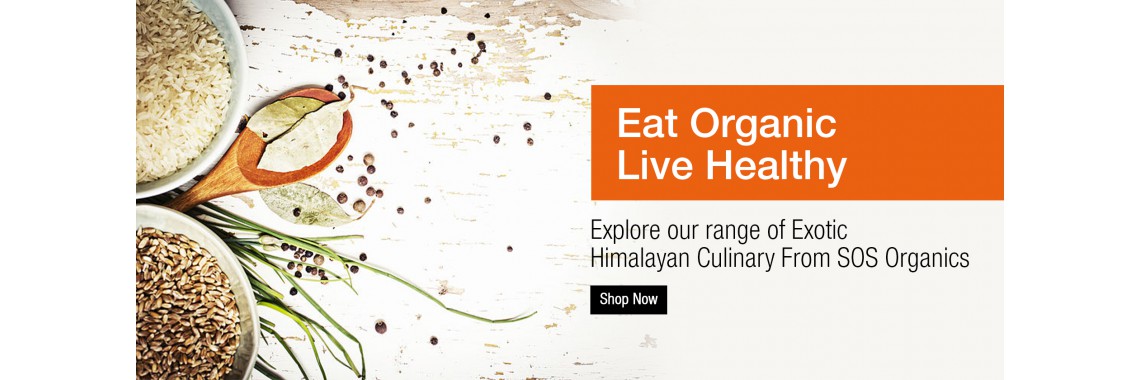 Eat Organic
Live Healthy
Explore our range of Exotic
Himalayan Culinary From SOS Organics
Shop Now